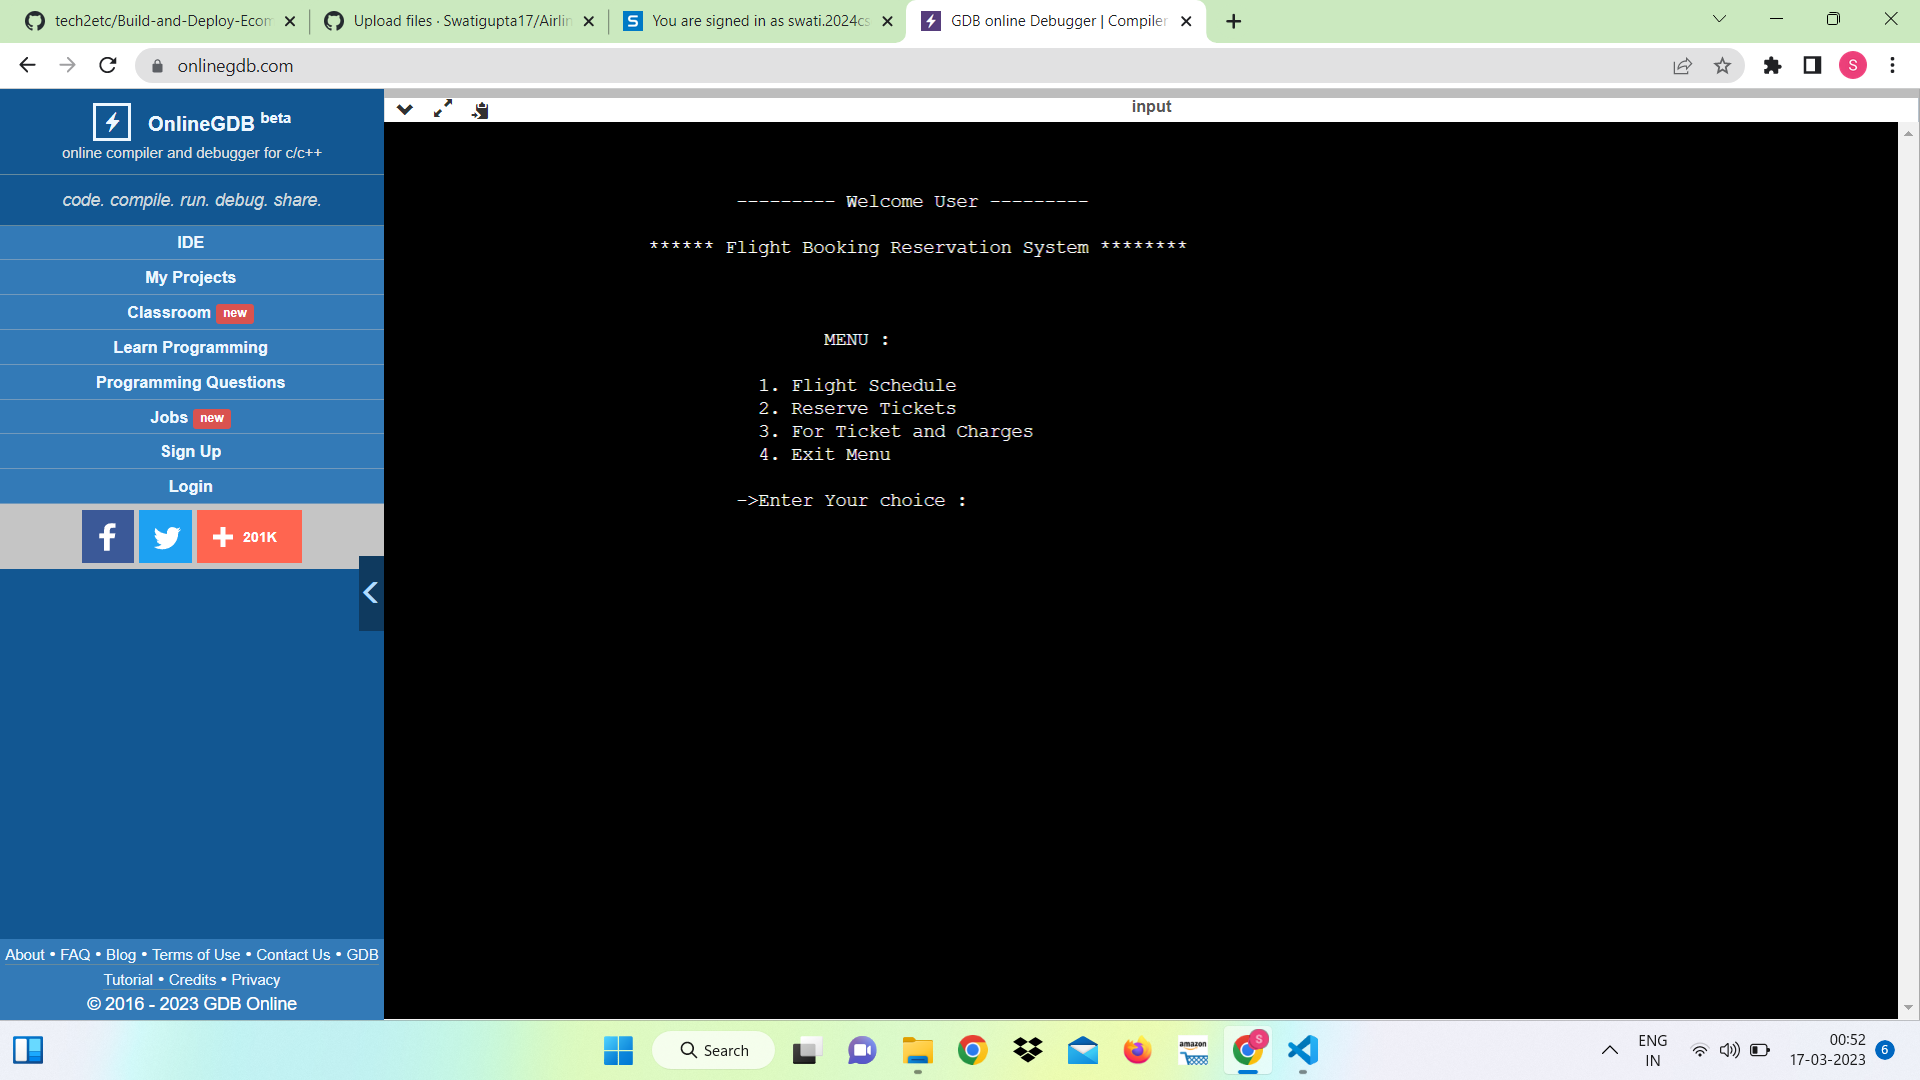 tech2etc/Build-and-Deploy-Ecom
Upload files · Swatigupta17/Airlin
S You are signed in as swati.2024cs
GDB online Debugger | Compiler
onlinegdb.com
S
OnlineGDB beta
online compiler and debugger for c/c++
code. compile. run. debug. share.
IDE
My Projects
Classroom new
Learn Programming
Programming Questions
Jobs new
Sign Up
Login
201K
About • FAQ • Blog • Terms of Use • Contact Us • GDB
Tutorial • Credits • Privacy
© 2016 - 2023 GDB Online
input
--------- Welcome User ---------
****** Flight Booking Reservation System ********
MENU :
1. Flight Schedule
2. Reserve Tickets
3. For Ticket and Charges
4. Exit Menu
->Enter Your choice :
Search
amazon
S
ENG
IN
00:52
17-03-2023
6